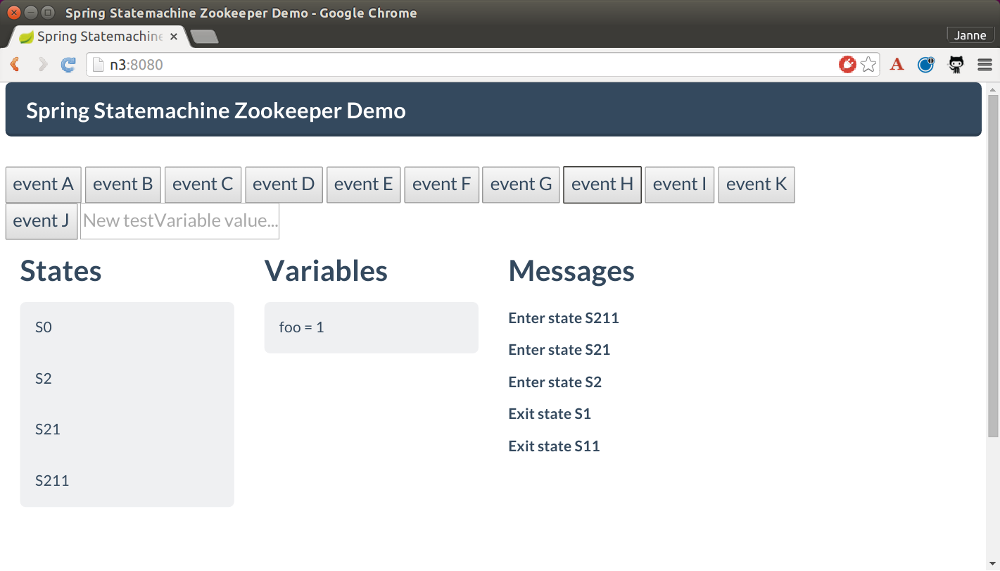 Spring Statemachine Zookeeper Demo - Google Chrome
Spring Statemachine
Janne
n3:8080
Spring Statemachine Zookeeper Demo
event A event B event C event D event E event F event G event H event I event K
event J New testVariable value...
States Variables Messages
S0 foo = 1 Enter state S211
Enter state S21
S2 Enter state S2
Exit state S1
S21 Exit state S11
S211